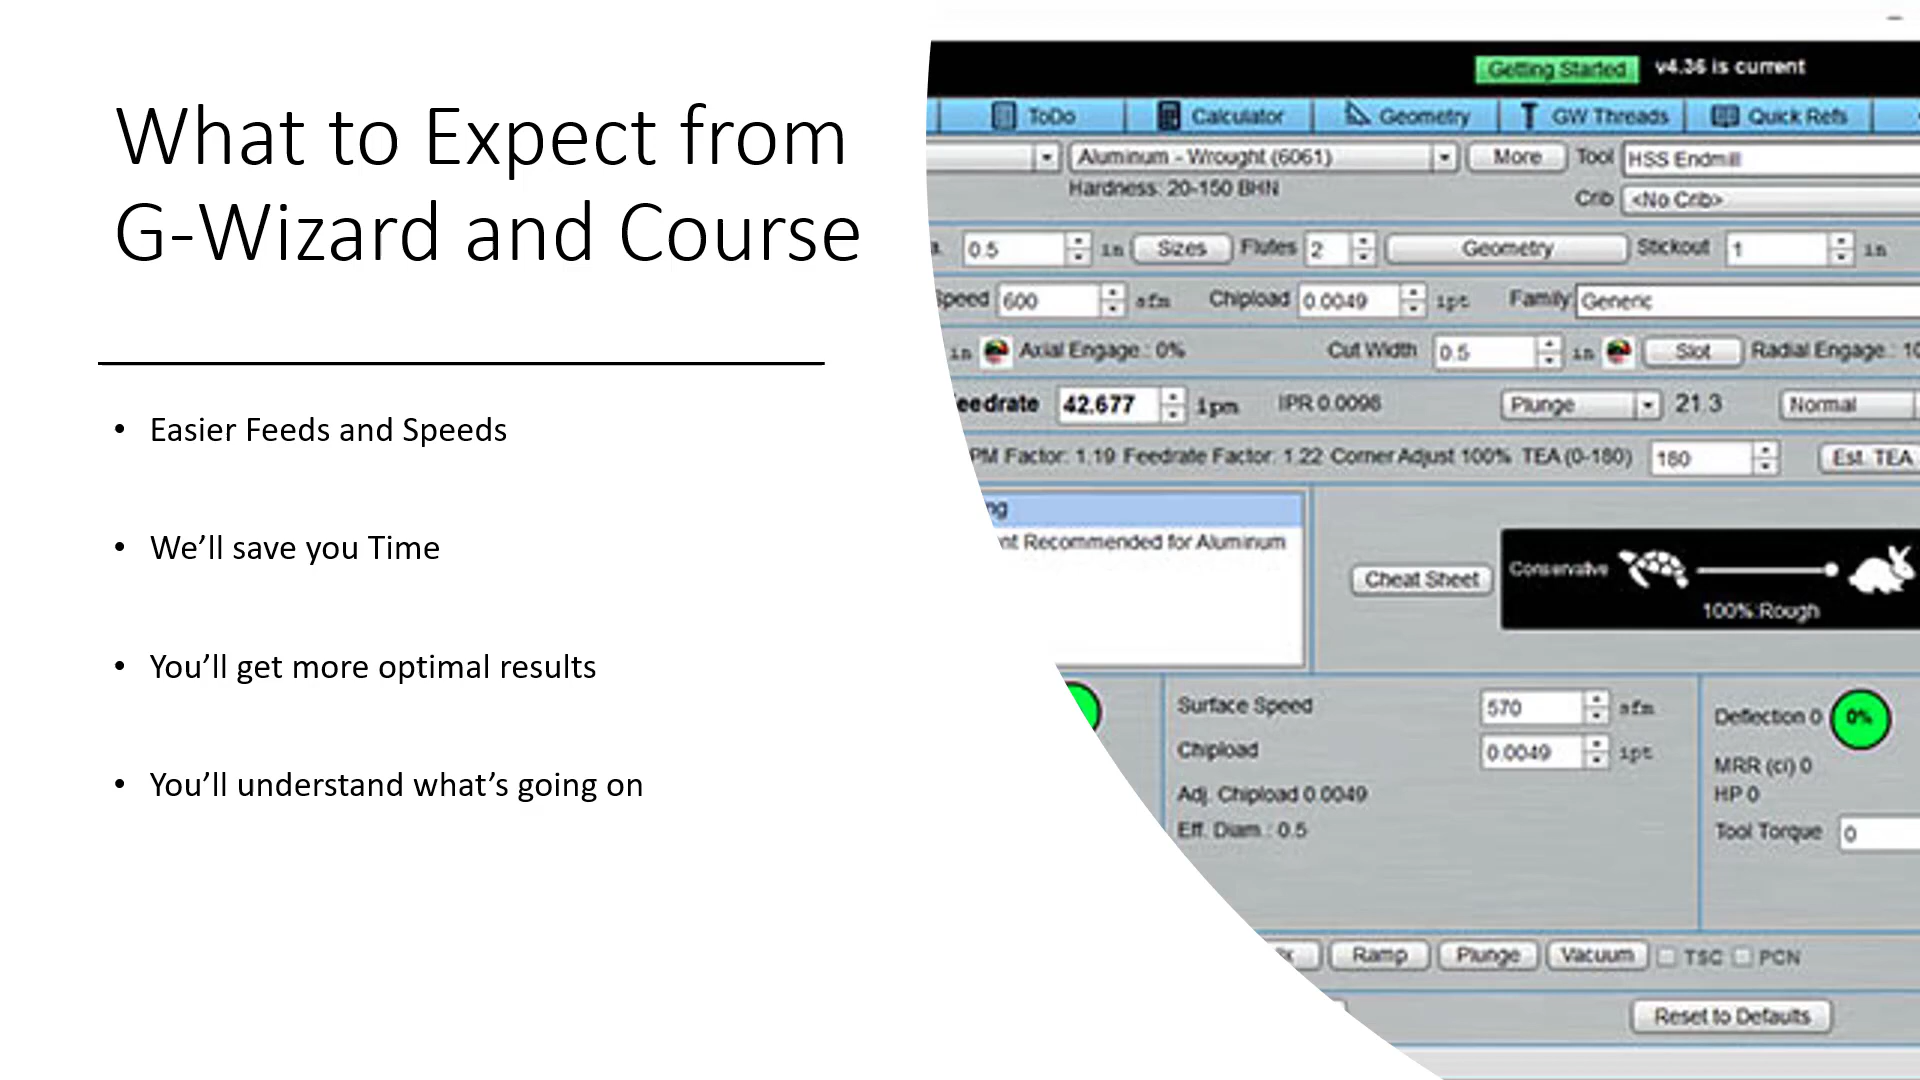 What to Expect from
G-Wizard and Course
• Easier Feeds and Speeds
• We’ll save you Time
• You’ll get more optimal results
• You’ll understand what’s going on
Getting Started v4.36 is current
ToDo Calculator Geometry GW Threads Quick Refs
Aluminum - Wrought (6061) More Tool HSS Endmill
Hardness: 20-150 BHN
Crib <No Crib>
0.5 in Sizes Flutes 2 Geometry Stickout 1 in
Speed 600 sfm Chipload 0.0049 ipt Family Generic
in Axial Engage.: 0% Cut Width 0.5 in Slot Radial Engage.:
eedrate 42.677 ipm IPR 0.0098 Plunge 21.3 Normal
PM Factor: 1.19 Feedrate Factor: 1.22 Corner Adjust 100% TEA (0-180) 180 Est. TEA
ng
nt Recommended for Aluminum
Cheat Sheet Conservative
100% Rough
Surface Speed 570 sfm
Chipload 0.0049 ipt
Adj. Chipload 0.0049
Eff. Diam.: 0.5
Deflection 0 0%
MRR (ci) 0
HP 0
Tool Torque 0
Ramp Plunge Vacuum TSC PCN
Reset to Defaults